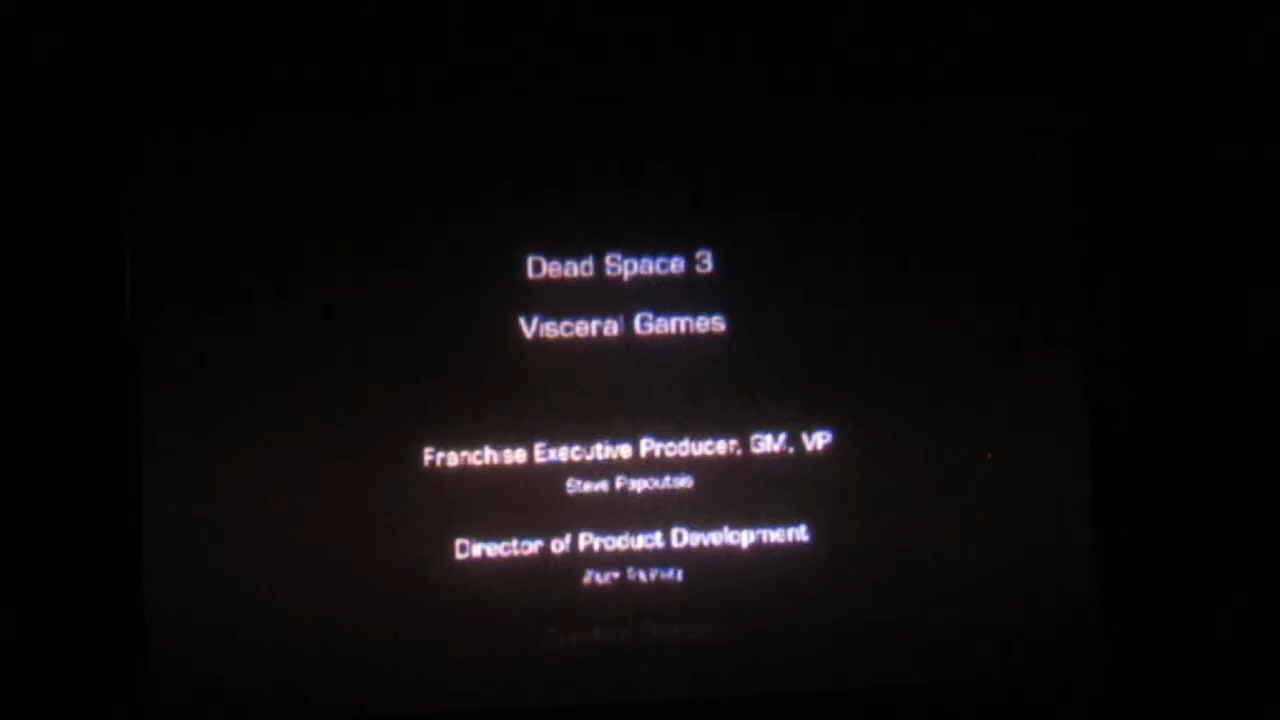 Dead Space 3
Visceral Games
Franchise Executive Producer, GM, VP
Steve Papoutsis
Director of Product Development